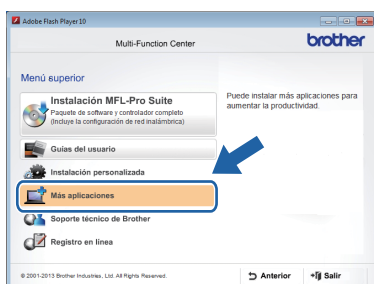 Adobe Flash Player 10
Multi-Function Center
brother
Menú superior
Instalación MFL-Pro Suite
Paquete de software y controlador completo
(Incluye la configuración de red inalámbrica)
Puede instalar más aplicaciones para
aumentar la productividad.
Guías del usuario
Instalación personalizada
Más aplicaciones
Soporte técnico de Brother
Registro en línea
© 2001-2013 Brother Industries, Ltd. All Rights Reserved.
Anterior
Salir